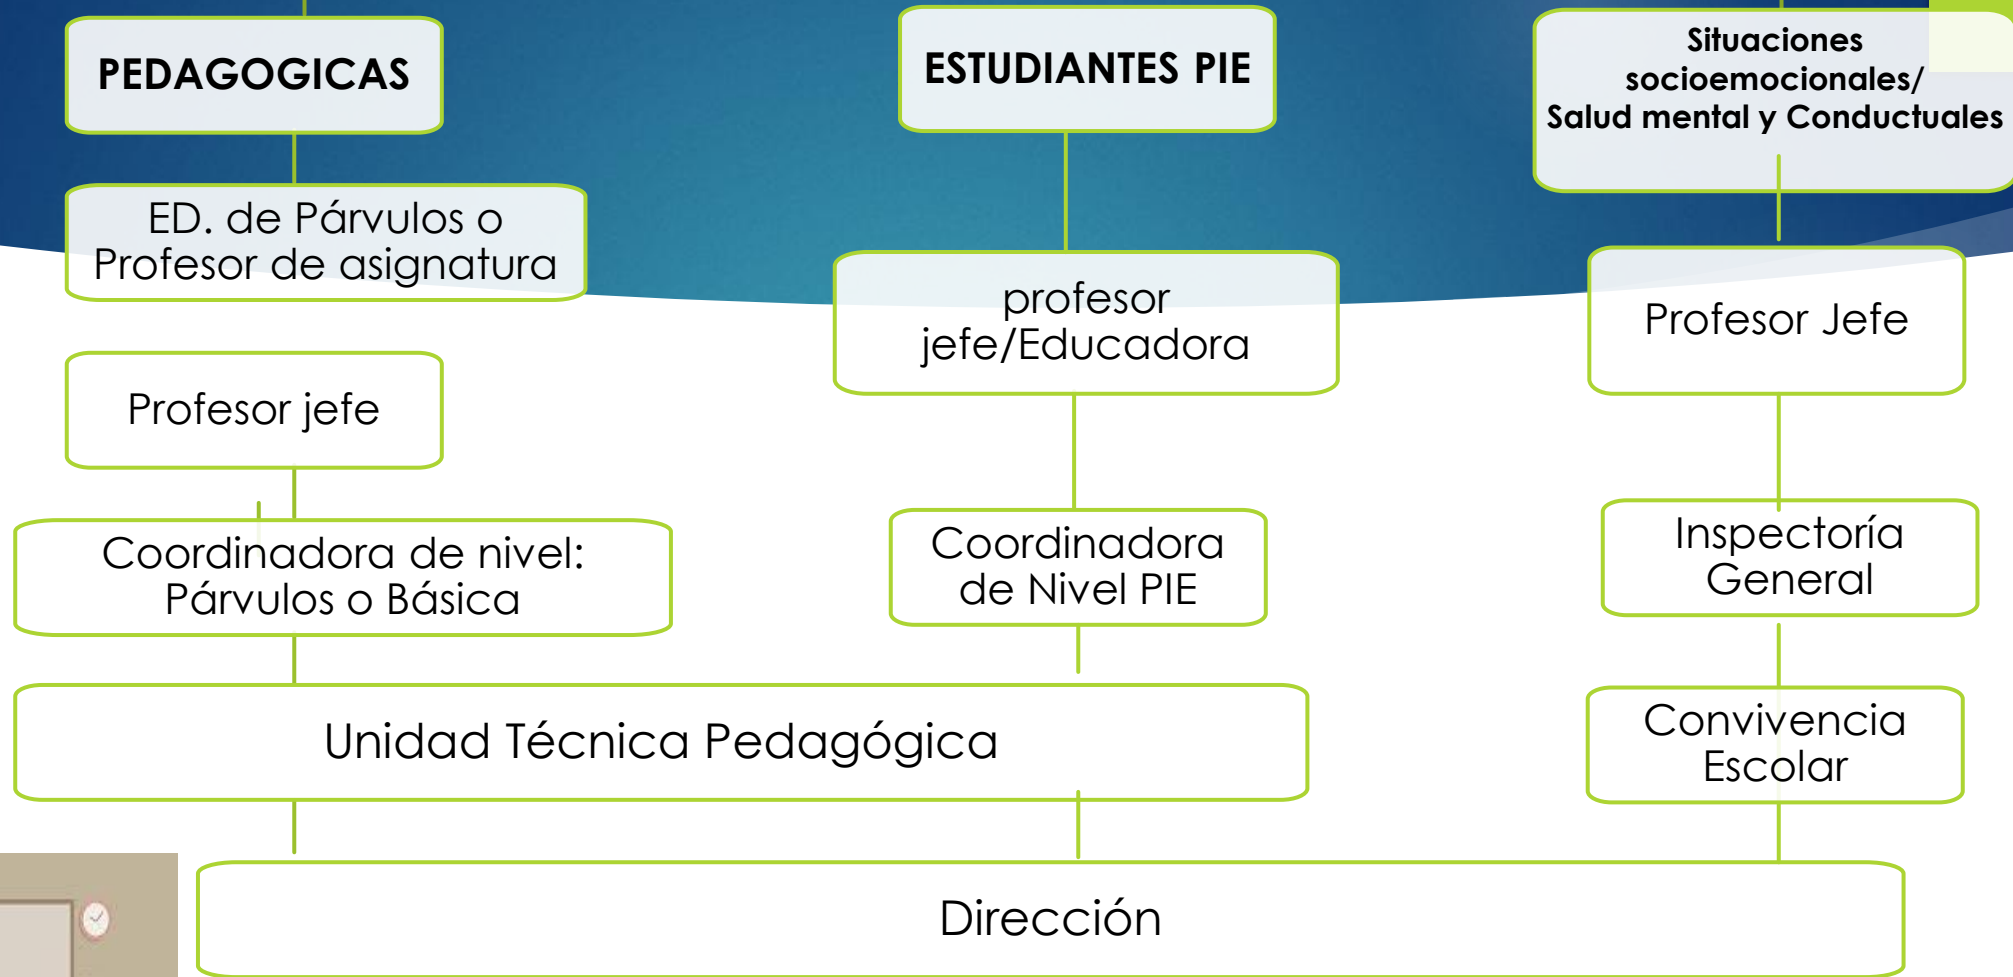 PEDAGOGICAS
ED. de Párvulos o
Profesor de asignatura
Profesor jefe
Coordinadora de nivel:
Párvulos o Básica
ESTUDIANTES PIE
profesor
jefe/Educadora
Coordinadora
de Nivel PIE
Unidad Técnica Pedagógica
Situaciones
socioemocionales/
Salud mental y Conductuales
Profesor Jefe
Inspectoría
General
Convivencia
Escolar
Dirección